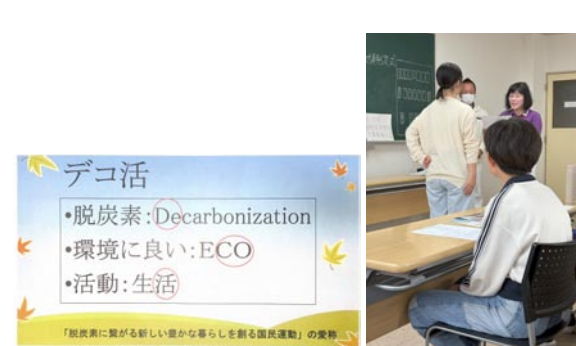 デコ活
•脱炭素:Decarbonization
•環境に良い:ECO
•活動:生活
「脱炭素に繋がる新しい豊かな暮らしを創る国民運動」の愛称